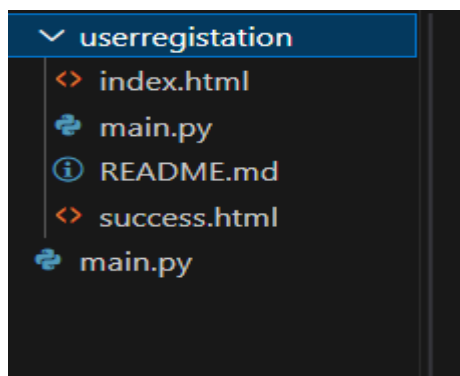 userregistation
index.html
main.py
README.md
success.html
main.py